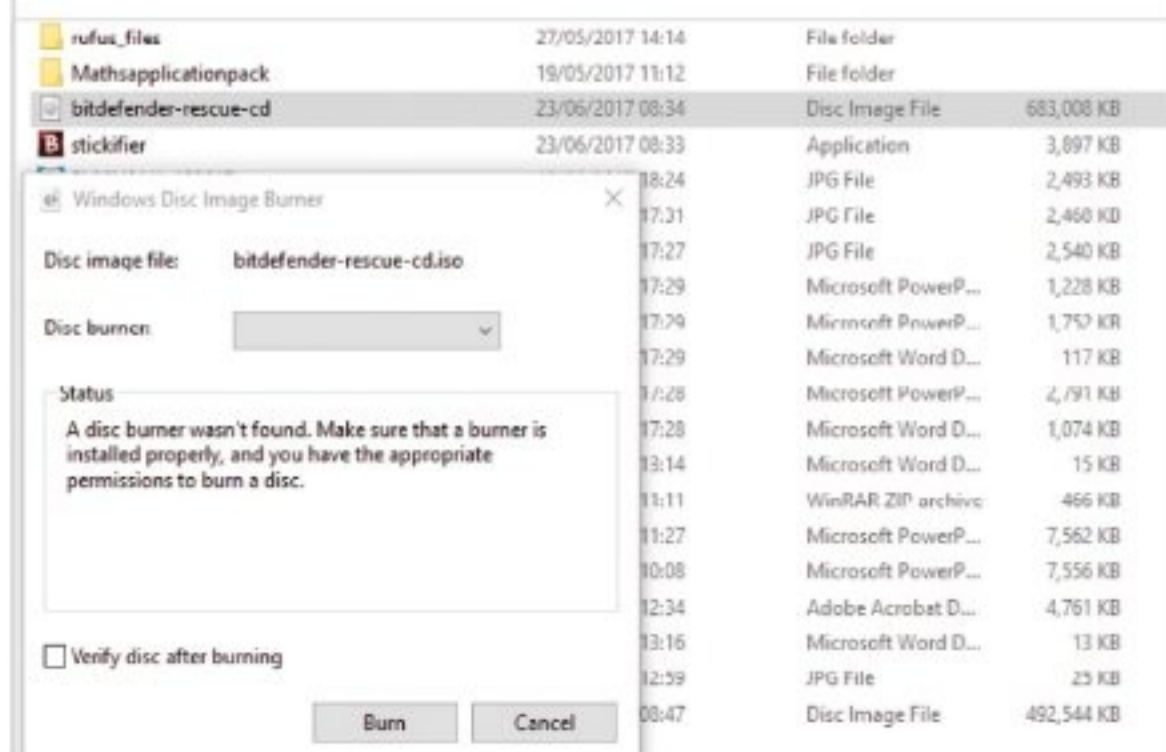 rufus_files 27/05/2017 14:14 File folder
Mathsapplicationpack 19/05/2017 11:12 File folder
bitdefender-rescue-cd 23/06/2017 08:34 Disc Image File 683,008 KB
stickifier 23/06/2017 08:33 Application 3,897 KB
18:24 JPG File 2,493 KB
Windows Disc Image Burner
17:31 JPG File 2,460 KB
Disc image file: bitdefender-rescue-cd.iso
17:27 JPG File 2,540 KB
17:29 Microsoft PowerP... 1,228 KB
Disc burner:
17:29 Microsoft PowerP... 1,752 KB
17:29 Microsoft Word D... 117 KB
Status
17:28 Microsoft PowerP... 2,791 KB
A disc burner wasn't found. Make sure that a burner is
17:28 Microsoft Word D... 1,074 KB
installed properly, and you have the appropriate
13:14 Microsoft Word D... 15 KB
permissions to burn a disc.
11:11 WinRAR ZIP archive 466 KB
11:27 Microsoft PowerP... 7,562 KB
10:08 Microsoft PowerP... 7,556 KB
12:34 Adobe Acrobat D... 4,761 KB
13:16 Microsoft Word D... 13 KB
Verify disc after burning
12:59 JPG File 25 KB
08:47 Disc Image File 492,544 KB
Burn Cancel